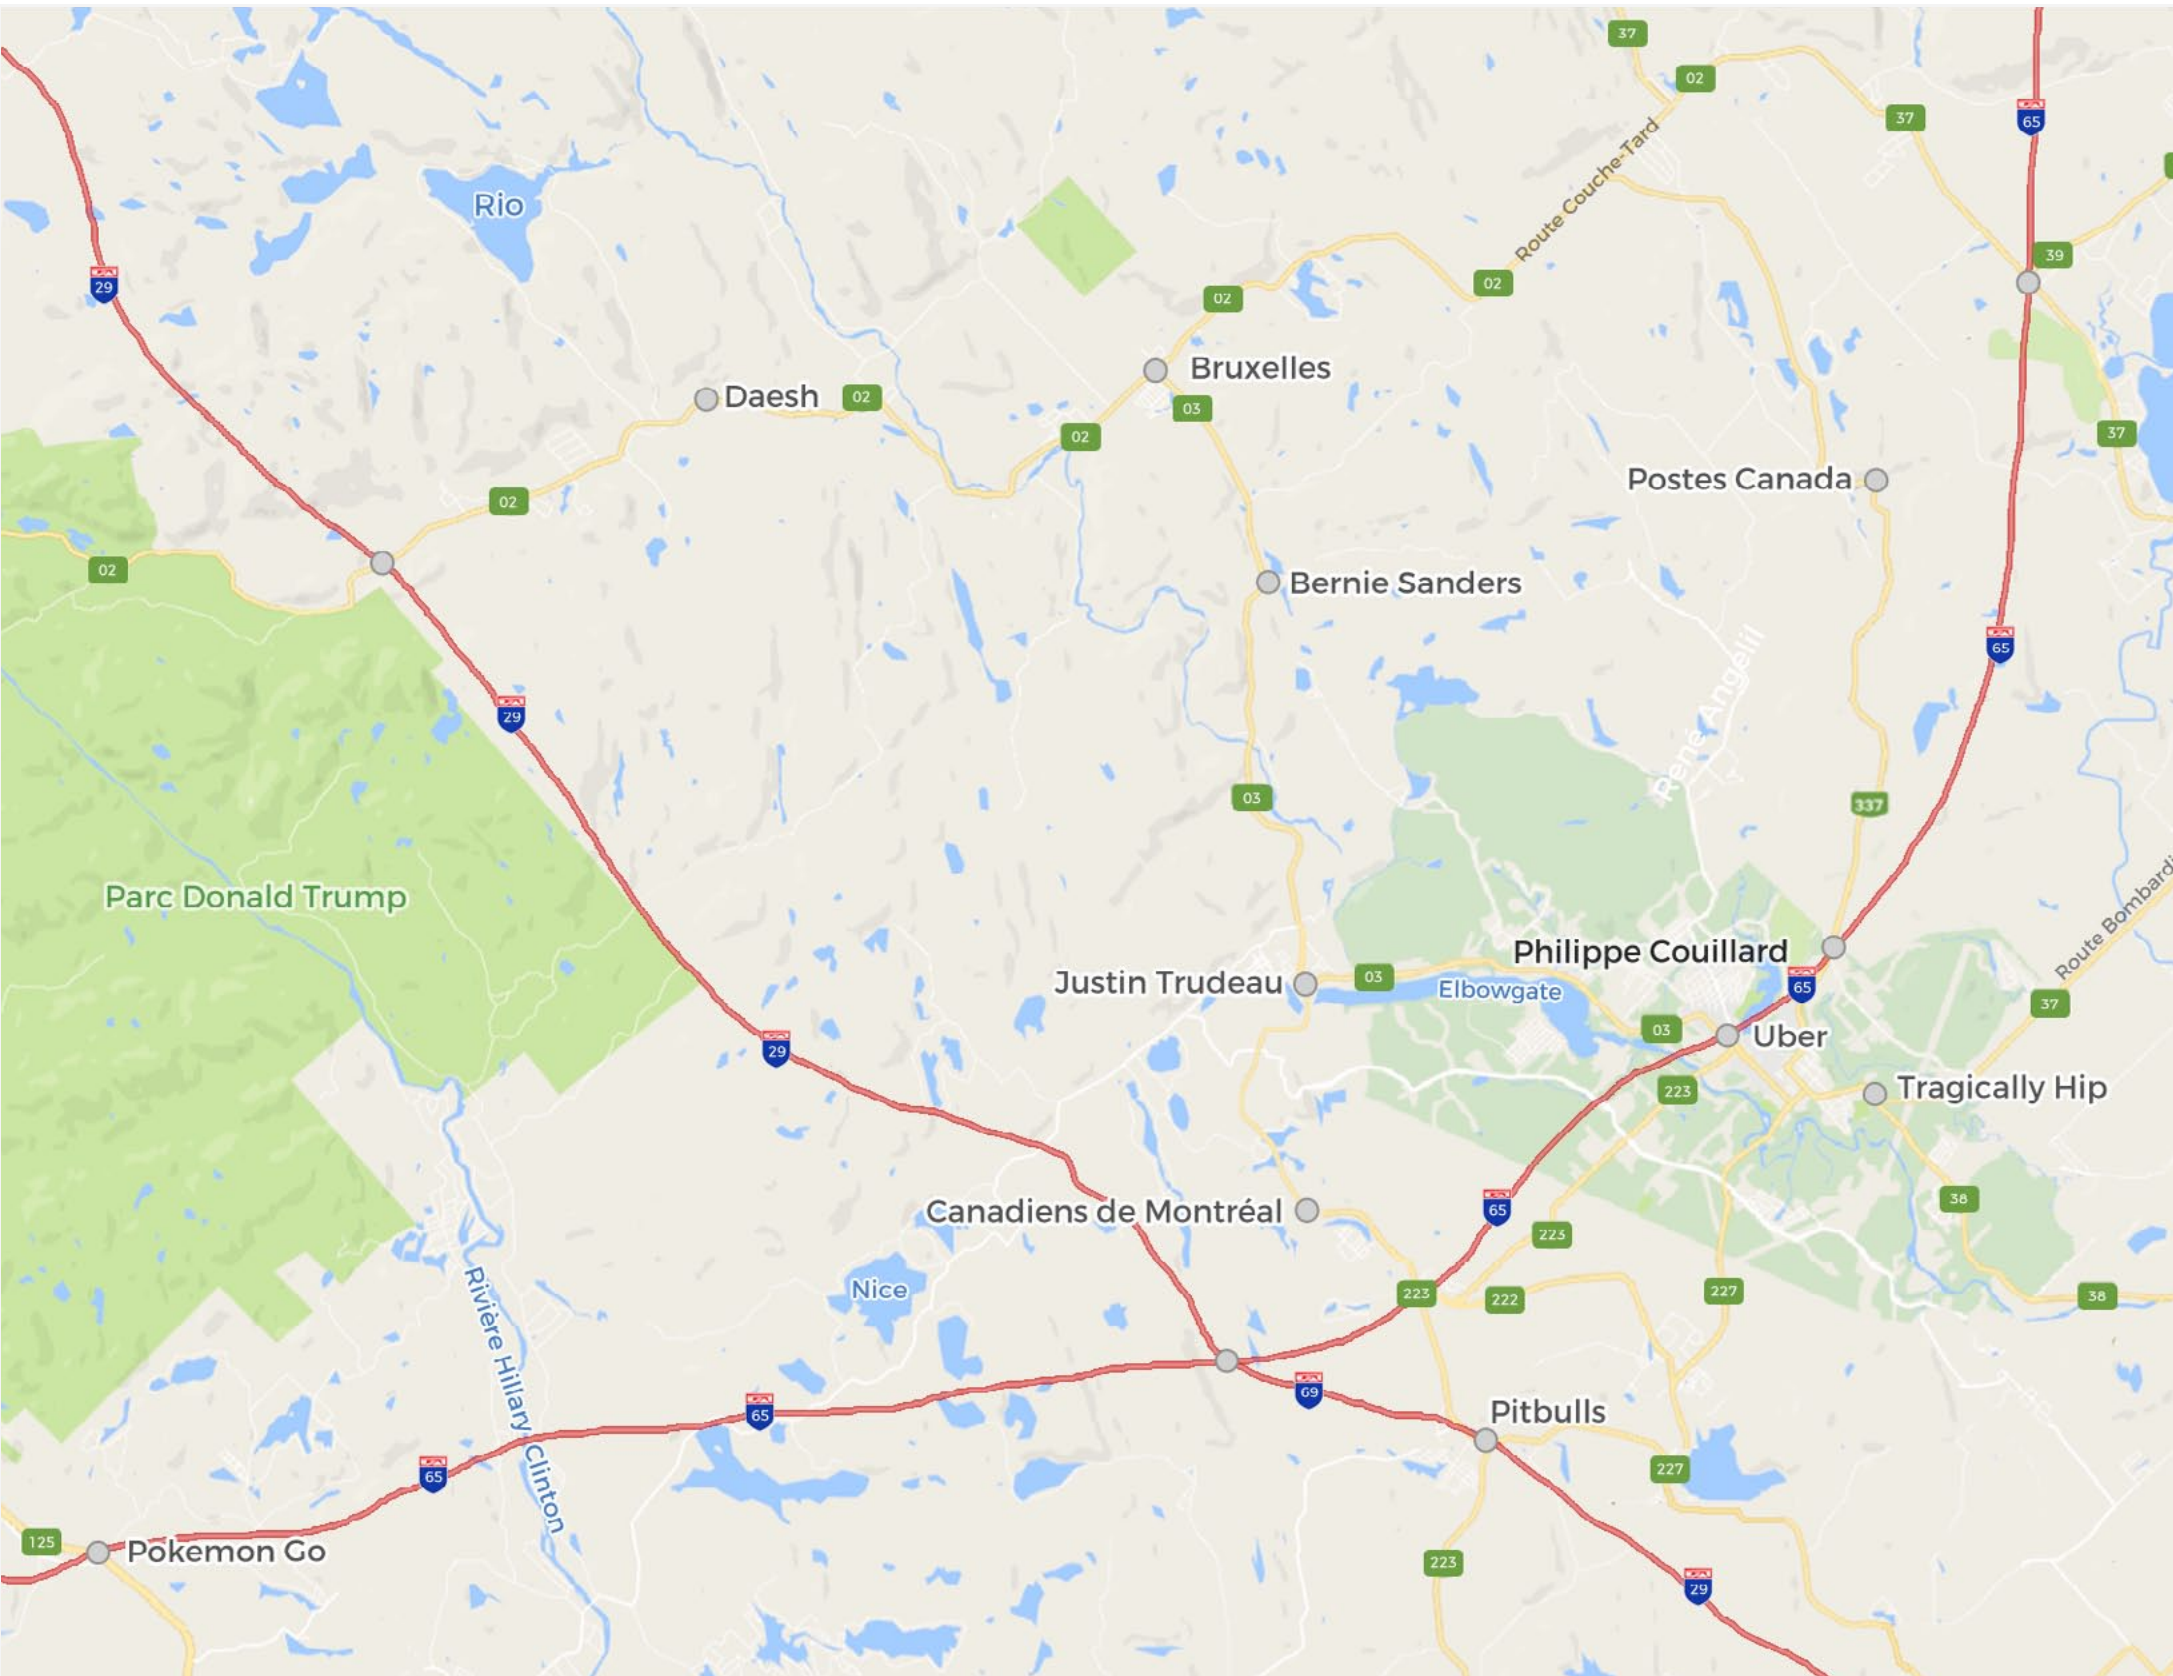 37
02
Route Couche-Tard
37
65
Rio
39
29
02
02
Bruxelles
Daesh
02
03
02
37
Postes Canada
02
02
Bernie Sanders
65
29
René Angélil
03
337
Parc Donald Trump
Route Bombardi
Philippe Couillard
03
Justin Trudeau
65
Elbowgate
37
03
Uber
29
223
Tragically Hip
38
Canadiens de Montréal
65
223
Nice
223
222
227
38
Rivière Hillary Clinton
69
65
Pitbulls
227
65
125
Pokemon Go
223
29